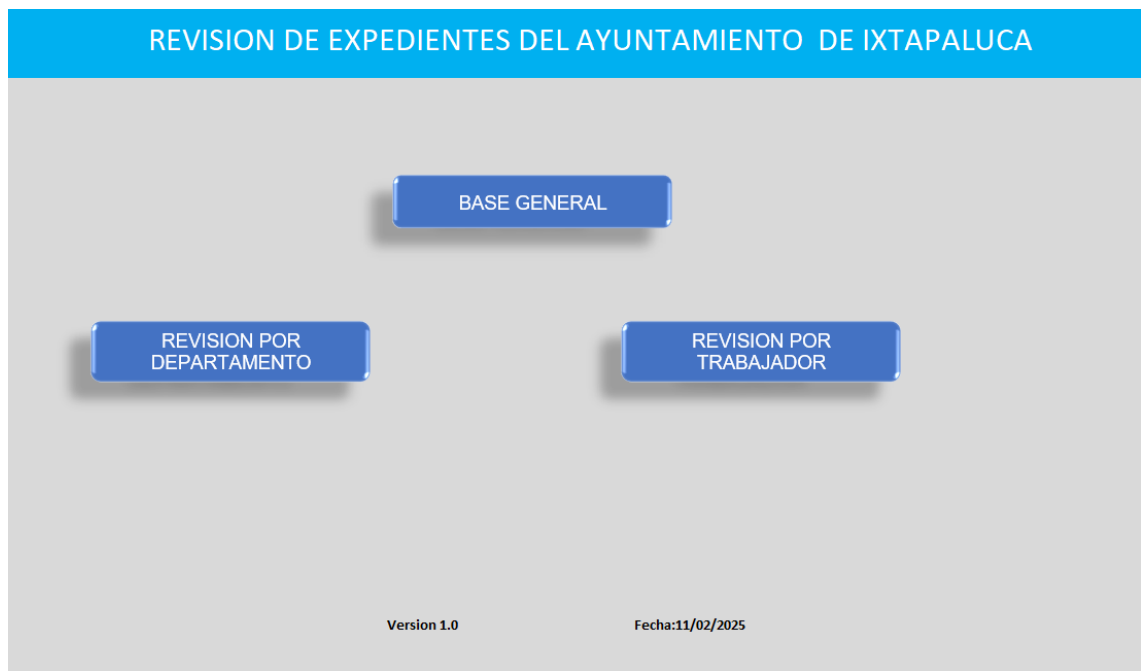 REVISION DE EXPEDIENTES DEL AYUNTAMIENTO DE IXTAPALUCA
BASE GENERAL
REVISION POR
DEPARTAMENTO
REVISION POR
TRABAJADOR
Version 1.0
Fecha:11/02/2025